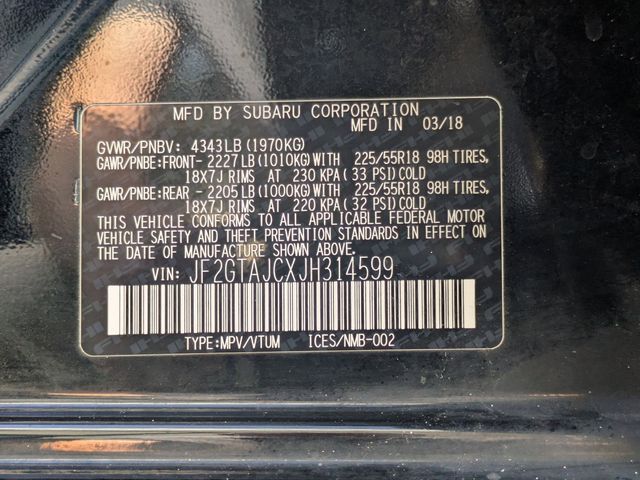 MFD BY SUBARU CORPORATION
MFD IN 03/18
GVWR/PNBV: 4343LB (1970KG)
GAWR/PNBE:FRONT- 2227LB (1010KG) WITH 225/55R18 98H TIRES,
18X7J RIMS AT 230 KPA (33 PSI) COLD
GAWR/PNBE:REAR - 2205LB (1000KG) WITH 225/55R18 98H TIRES,
18X7J RIMS AT 220 KPA (32 PSI) COLD
THIS VEHICLE CONFORMS TO ALL APPLICABLE FEDERAL MOTOR
VEHICLE SAFETY AND THEFT PREVENTION STANDARDS IN EFFECT ON
THE DATE OF MANUFACTURE SHOWN ABOVE.
VIN: JF2GTAJCXJH314599
TYPE:MPV/VTUM ICES/NMB-002